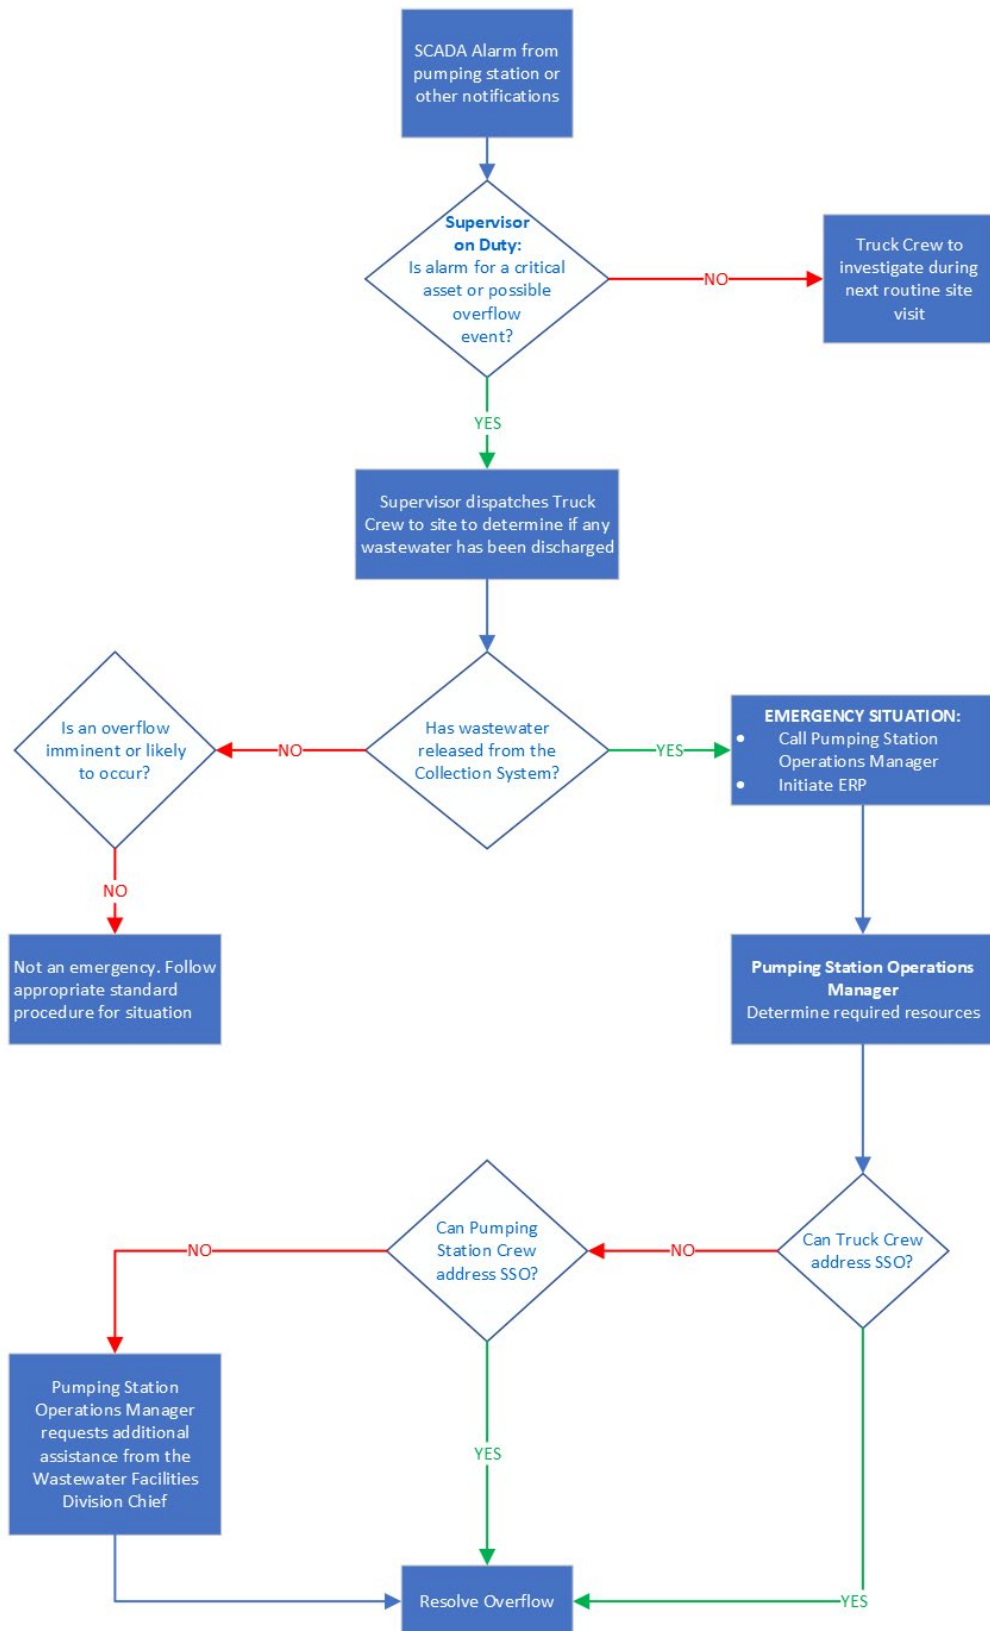 SCADA Alarm from
pumping station or
other notifications
Supervisor
on Duty:
Is alarm for a critical
asset or possible
overflow
event?
NO
Truck Crew to
investigate during
next routine site
visit
YES
Supervisor dispatches Truck
Crew to site to determine if any
wastewater has been discharged
Is an overflow
imminent or likely
to occur?
NO
Has wastewater
released from the
Collection System?
YES
EMERGENCY SITUATION:
• Call Pumping Station
Operations Manager
• Initiate ERP
NO
Not an emergency. Follow
appropriate standard
procedure for situation
Pumping Station Operations
Manager
Determine required resources
NO
Can Pumping
Station Crew
address SSO?
NO
Can Truck Crew
address SSO?
Pumping Station
Operations Manager
requests additional
assistance from the
Wastewater Facilities
Division Chief
YES
Resolve Overflow
YES